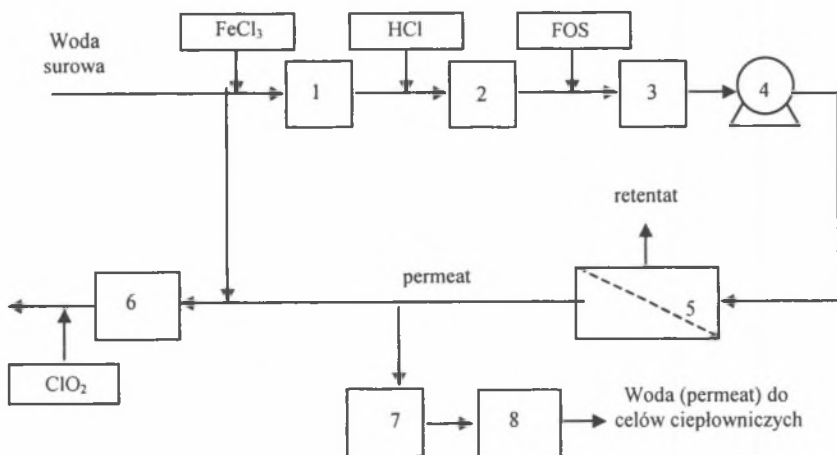 FeCl₃
HCl
FOS
Woda
surowa
1
2
3
4
retentat
permeat
5
6
ClO₂
7
8
Woda (permeat) do
celów ciepłowniczych